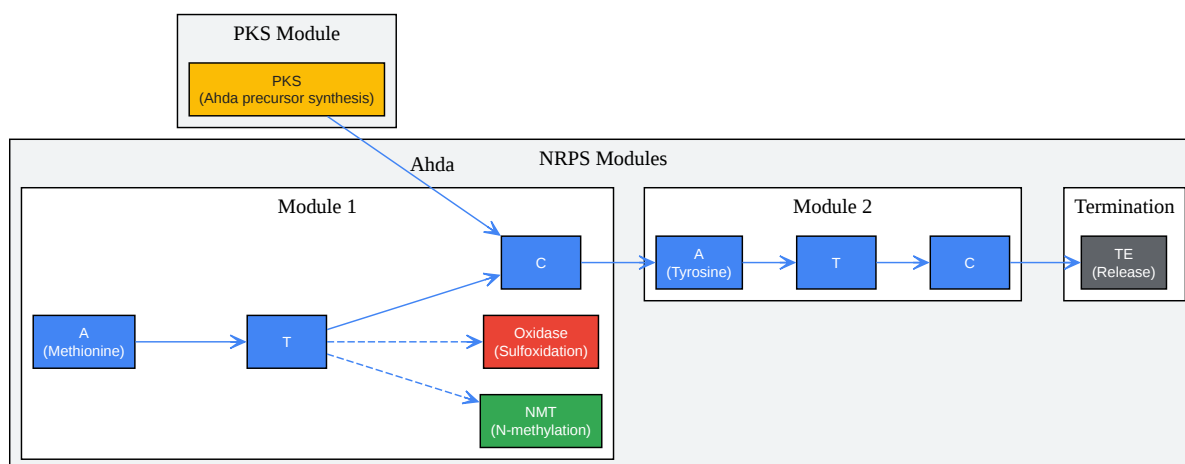 PKS Module
PKS
(Ahda precursor synthesis)
Ahda
NRPS Modules
Module 1
A
(Methionine)
T
C
Oxidase
(Sulfoxidation)
NMT
(N-methylation)
Module 2
A
(Tyrosine)
T
C
Termination
TE
(Release)